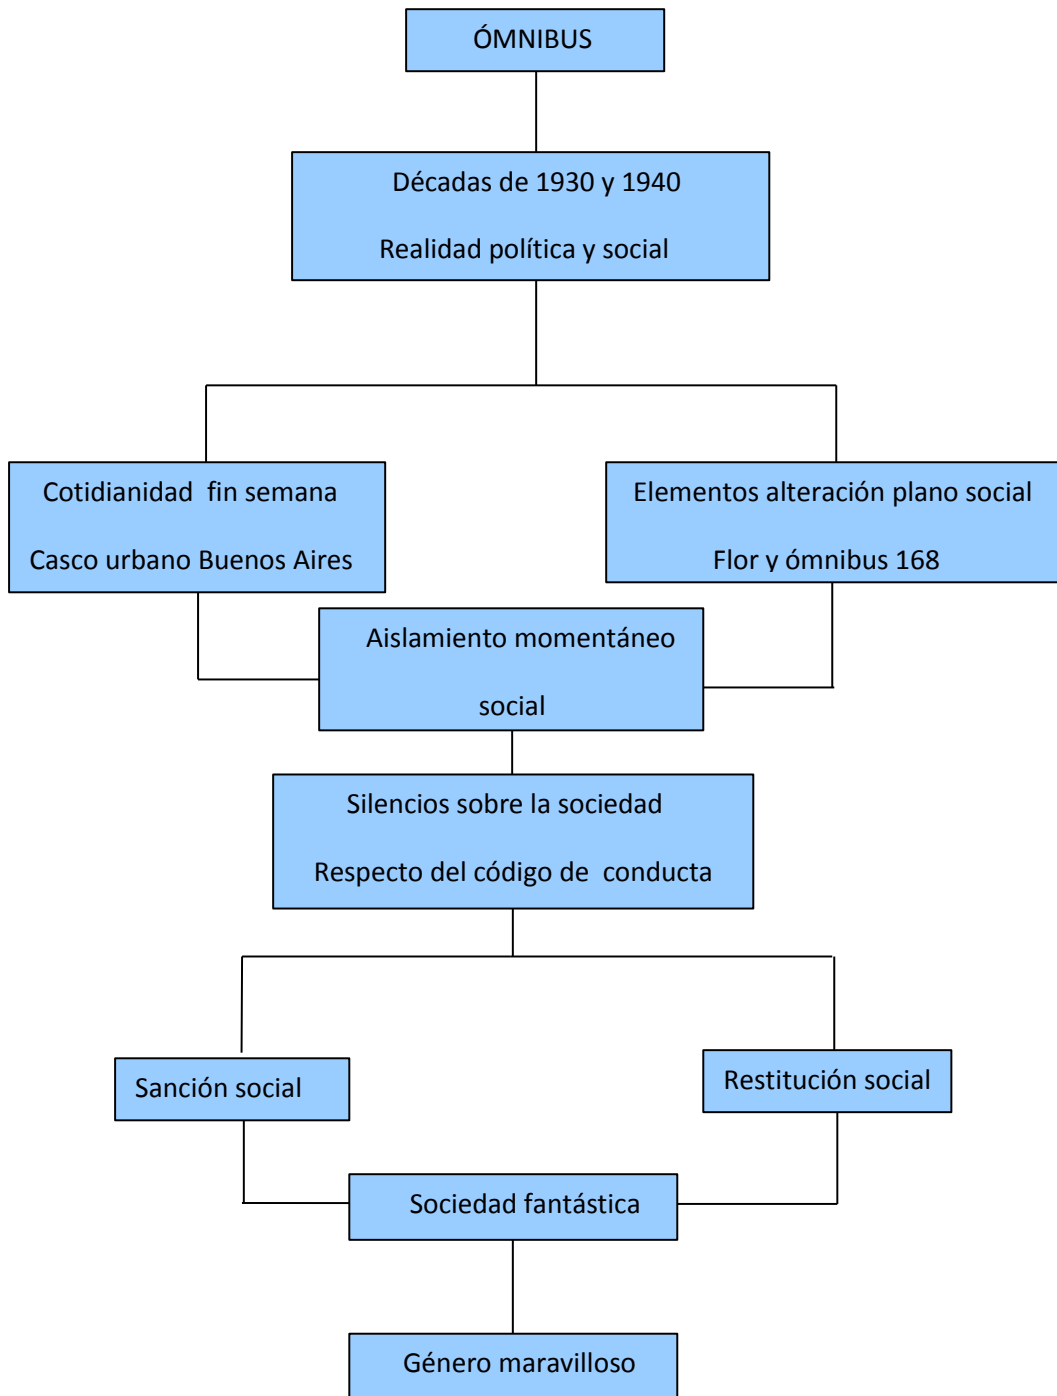 ÓMNIBUS
Décadas de 1930 y 1940
Realidad política y social
Cotidianidad fin semana
Casco urbano Buenos Aires
Elementos alteración plano social
Flor y ómnibus 168
Aislamiento momentáneo
social
Silencios sobre la sociedad
Respecto del código de conducta
Sanción social
Restitución social
Sociedad fantástica
Género maravilloso